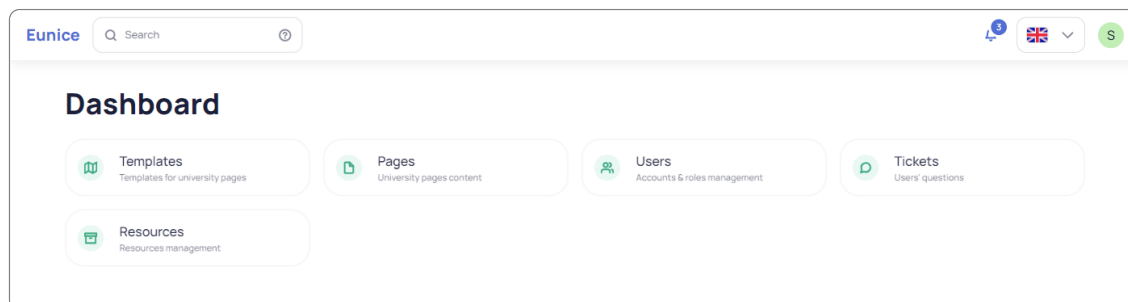 Eunice
Search
3
S
Dashboard
Templates
Templates for university pages
Pages
University pages content
Users
Accounts & roles management
Tickets
Users' questions
Resources
Resources management